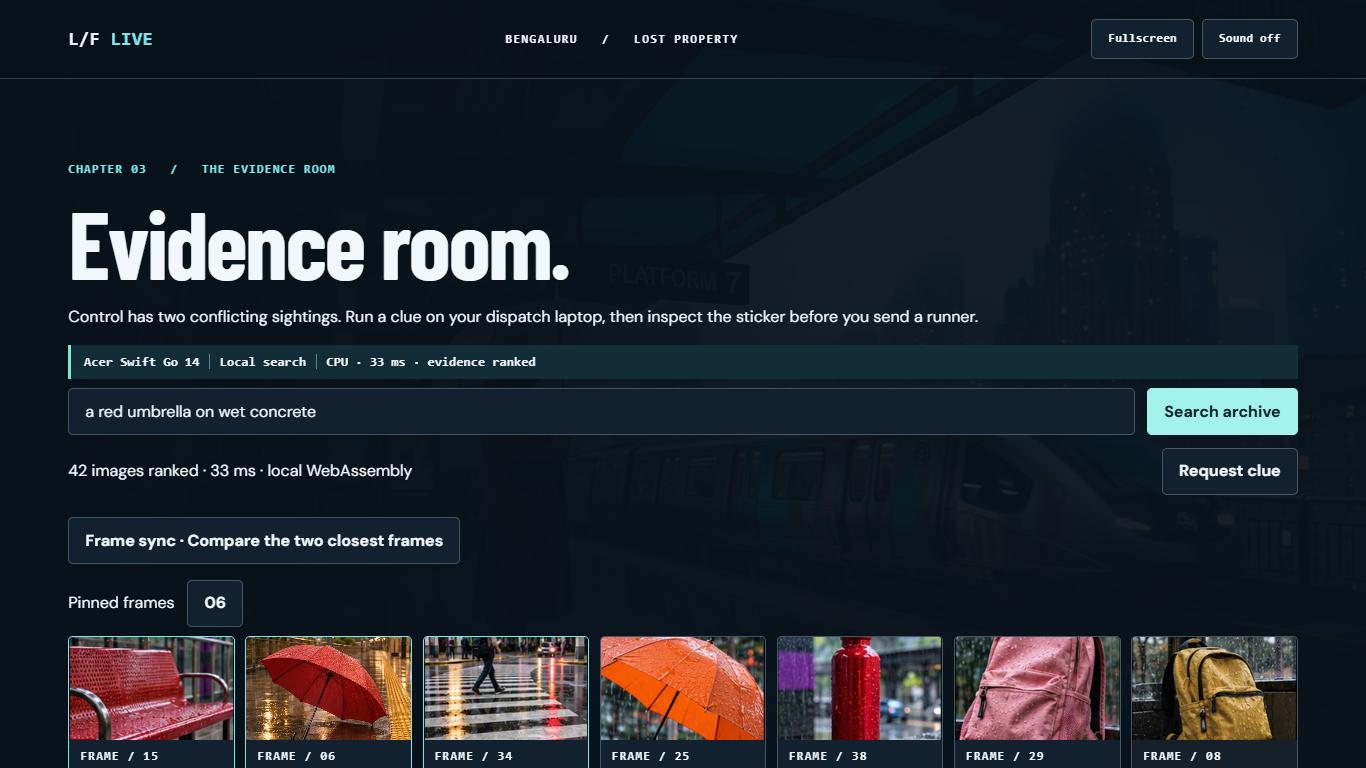 L/F LIVE
BENGALURU / LOST PROPERTY
Fullscreen
Sound off
CHAPTER 03 / THE EVIDENCE ROOM
Evidence room.
PLATFORM 7
Control has two conflicting sightings. Run a clue on your dispatch laptop, then inspect the sticker before you send a runner.
Acer Swift Go 14 | Local search | CPU · 33 ms · evidence ranked
a red umbrella on wet concrete
Search archive
42 images ranked · 33 ms · local WebAssembly
Request clue
Frame sync · Compare the two closest frames
Pinned frames 06
FRAME / 15
FRAME / 06
FRAME / 34
FRAME / 25
FRAME / 38
FRAME / 29
FRAME / 08